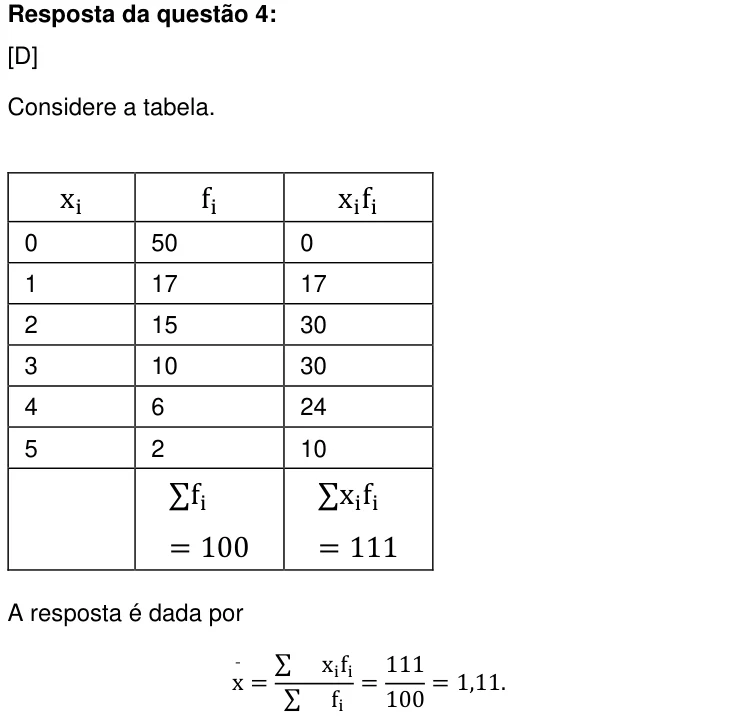 Resposta da questão 4:
[D]
Considere a tabela.
xᵢ fᵢ xᵢfᵢ
0 50 0
1 17 17
2 15 30
3 10 30
4 6 24
5 2 10
∑fᵢ ∑xᵢfᵢ
= 100 = 111
A resposta é dada por
x̄ = ∑ xᵢfᵢ / ∑ fᵢ = 111/100 = 1,11.